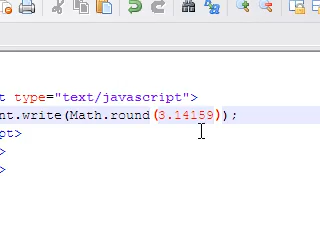 t type="text/javascript">
nt.write(Math.round(3.14159));
pt>
>
>